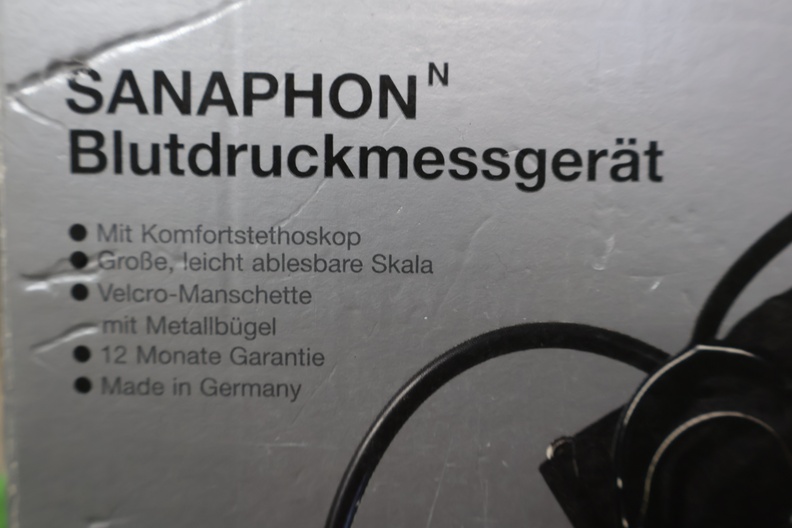 SANAPHON N
Blutdruckmessgerät
● Mit Komfortstethoskop
● Große, leicht ablesbare Skala
● Velcro-Manschette
mit Metallbügel
● 12 Monate Garantie
● Made in Germany